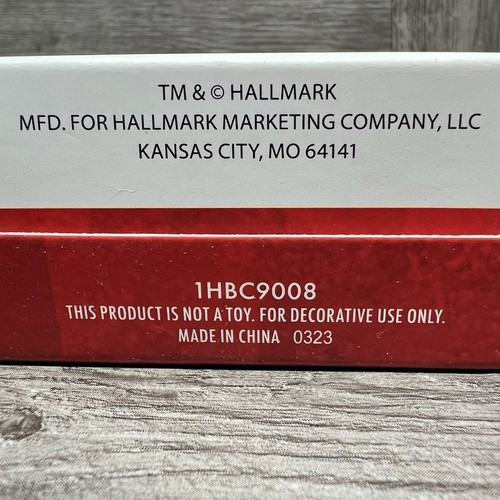 TM & © HALLMARK
MFD. FOR HALLMARK MARKETING COMPANY, LLC
KANSAS CITY, MO 64141
1HBC9008
THIS PRODUCT IS NOT A TOY. FOR DECORATIVE USE ONLY.
MADE IN CHINA 0323